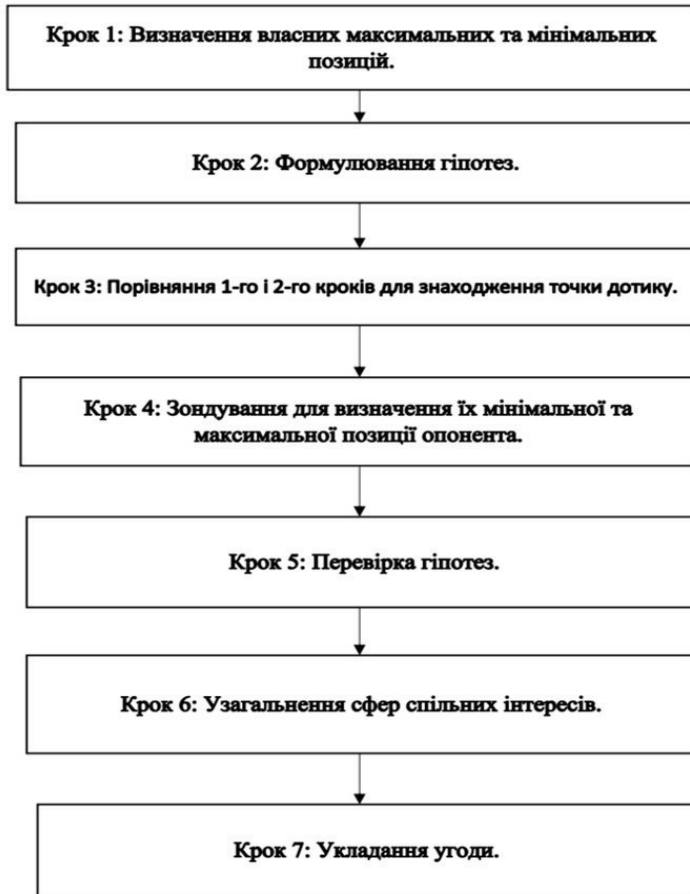 Крок 1: Визначення власних максимальних та мінімальних
позицій.
Крок 2: Формулювання гіпотез.
Крок 3: Порівняння 1-го і 2-го кроків для знаходження точки дотику.
Крок 4: Зондування для визначення їх мінімальної та
максимальної позиції опонента.
Крок 5: Перевірка гіпотез.
Крок 6: Узагальнення сфер спільних інтересів.
Крок 7: Укладання угоди.